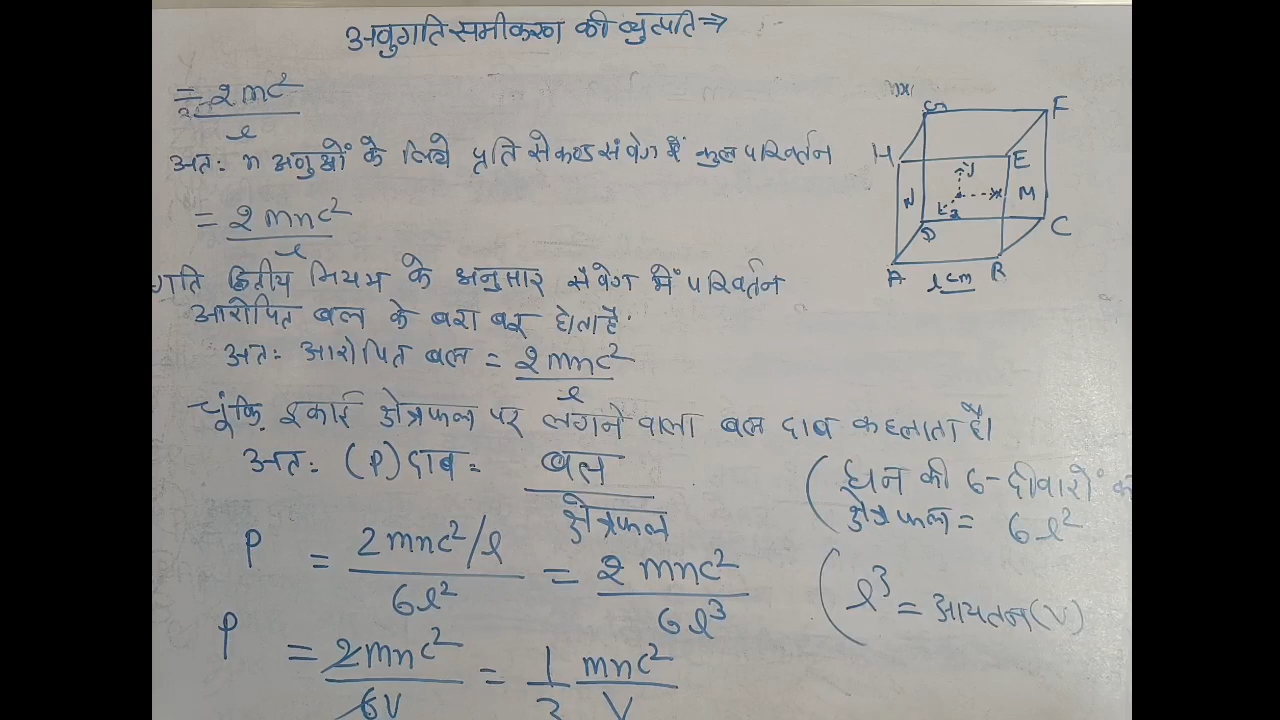 अणुगति समीकरण की व्युत्पति ⇒
= 2mc²/l
अतः n अणुओं के लिये प्रति सेकण्ड संवेग में कुल परिवर्तन
= 2mnc²/l
गति द्वितीय नियम के अनुसार संवेग में परिवर्तन
आरोपित बल के बराबर होता है
अतः आरोपित बल = 2mnc²/l
चूंकि इकाई क्षेत्रफल पर लगने वाला बल दाब कहलाता है।
अतः (P) दाब = बल/क्षेत्रफल
(घन की 6-दीवारों का
क्षेत्रफल = 6l²
P = 2mnc²/l / 6l² = 2mnc²/6l³
(l³ = आयतन(V)
P = 2mnc²/6V = 1/3 mnc²/V
G F
H E
y
N x M
z
D C
A B
l cm